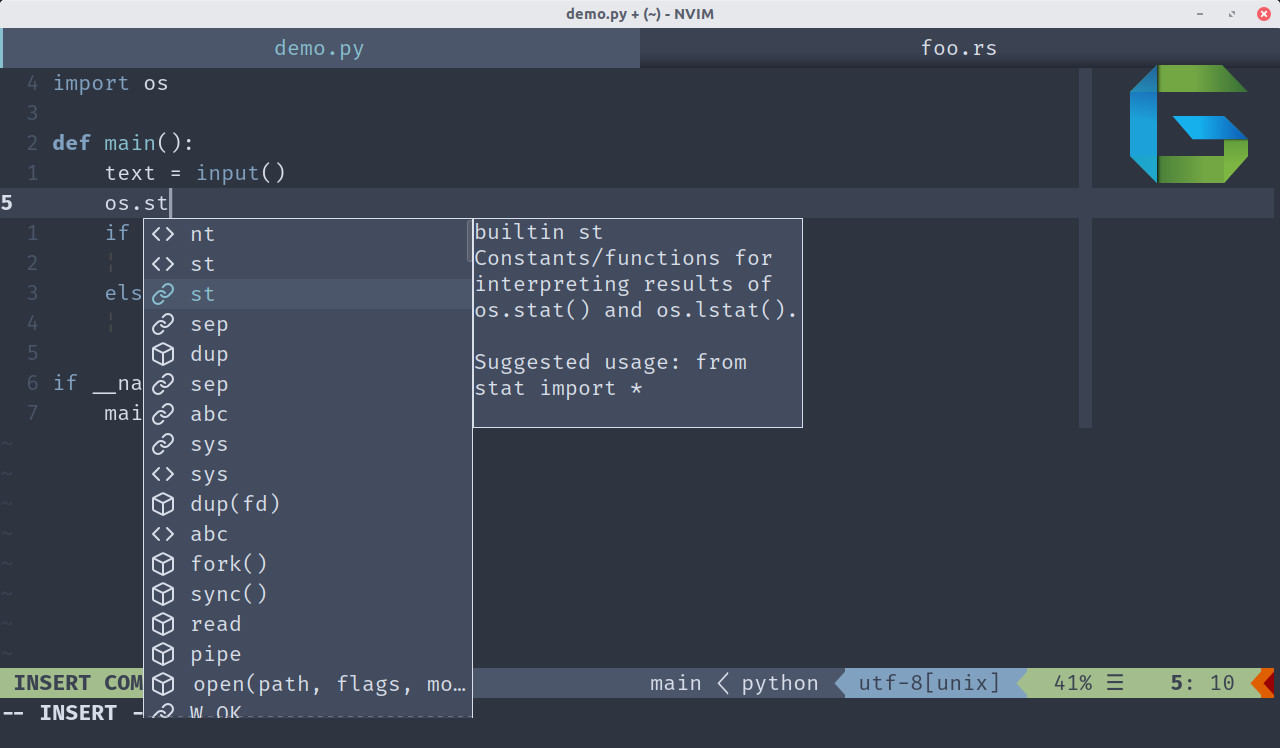 demo.py + (~) - NVIM
demo.py foo.rs
4 import os
3
2 def main():
1 text = input()
5 os.st
1 if
2 ¦
3 els
4 ¦
5
6 if __na
7 mai
~
~
~
~
~
~
~
~
<> nt
<> st
st
sep
dup
sep
abc
sys
<> sys
dup(fd)
<> abc
fork()
sync()
read
pipe
open(path, flags, mo…
W_OK
builtin st
Constants/functions for
interpreting results of
os.stat() and os.lstat().
Suggested usage: from
stat import *
INSERT COM main < python utf-8[unix] 41% ☰ 5: 10
-- INSERT -